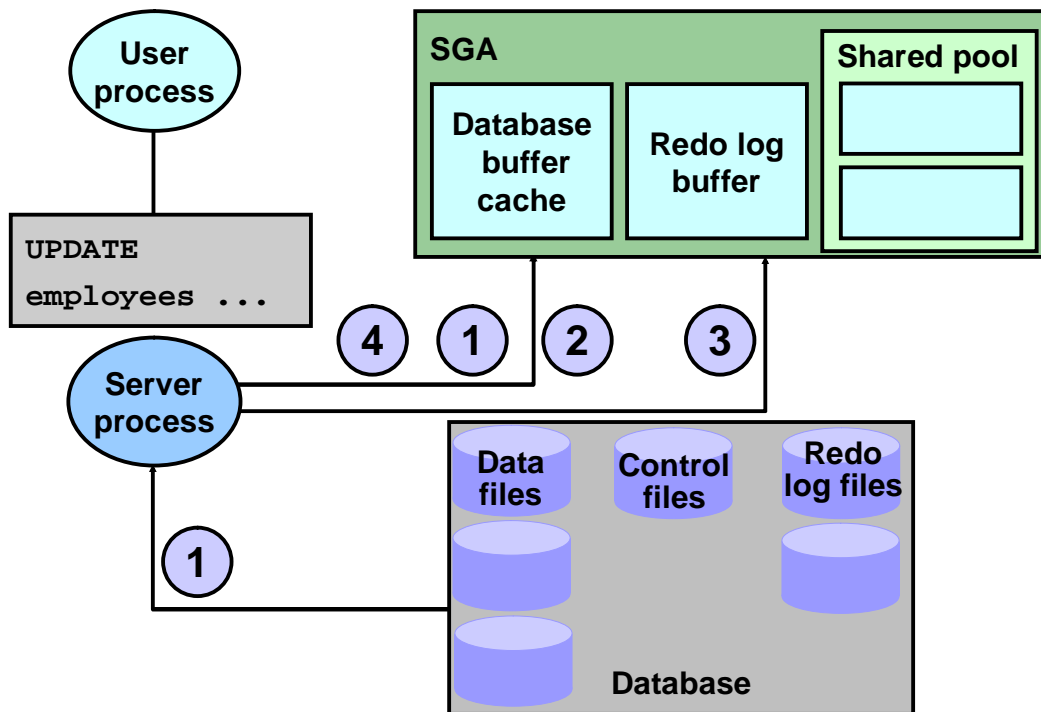 User
process
UPDATE
employees ...
Server
process
SGA
Database
buffer
cache
Redo log
buffer
Shared pool
4
1
2
3
1
Data
files
Control
files
Redo
log files
Database